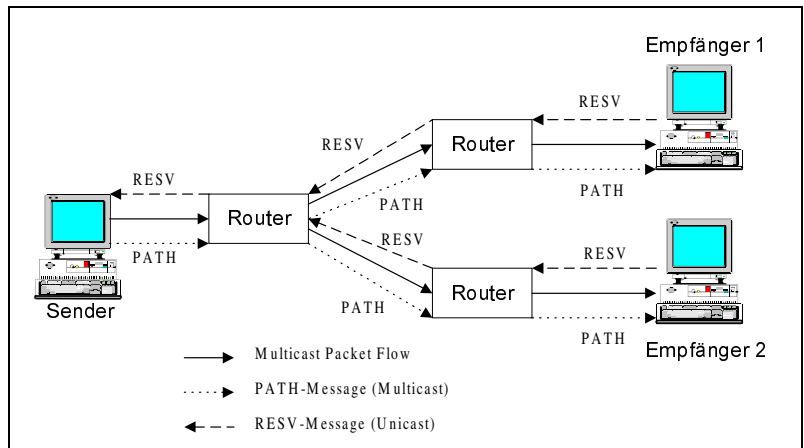 Empfänger 1
RESV
Router
RESV
PATH
PATH
RESV
Router
PATH
Sender
RESV
RESV
Router
PATH
PATH
Empfänger 2
Multicast Packet Flow
PATH-Message (Multicast)
RESV-Message (Unicast)